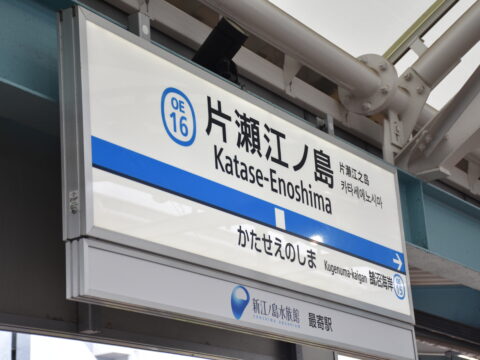 OE
16
片瀬江ノ島
Katase-Enoshima
片瀬江之島
카타세에노시마
かたせえのしま
Kugenuma-kaigan 鵠沼海岸
OE
15
新江ノ島水族館
ENOSHIMA AQUARIUM
最寄駅